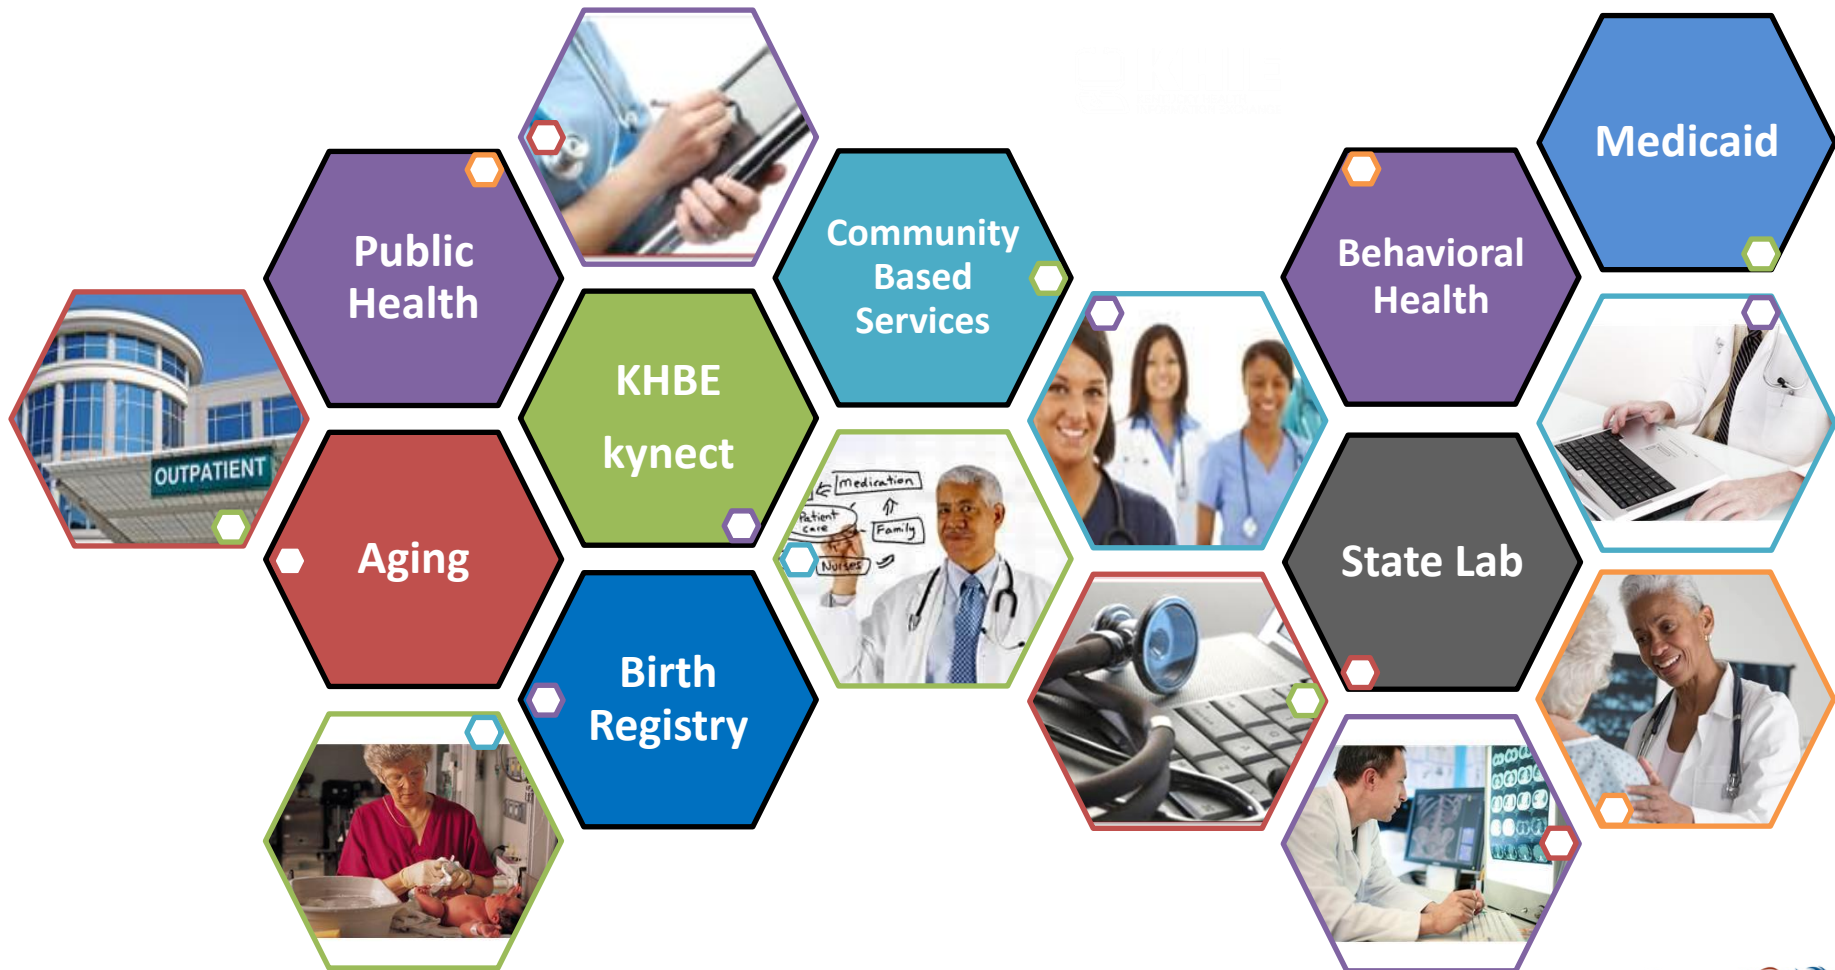 Medicaid
Public
Health
Community
Based
Services
Behavioral
Health
KHBE
kynect
OUTPATIENT
Medication
Patient
care
Family
Nurses
Aging
State Lab
Birth
Registry